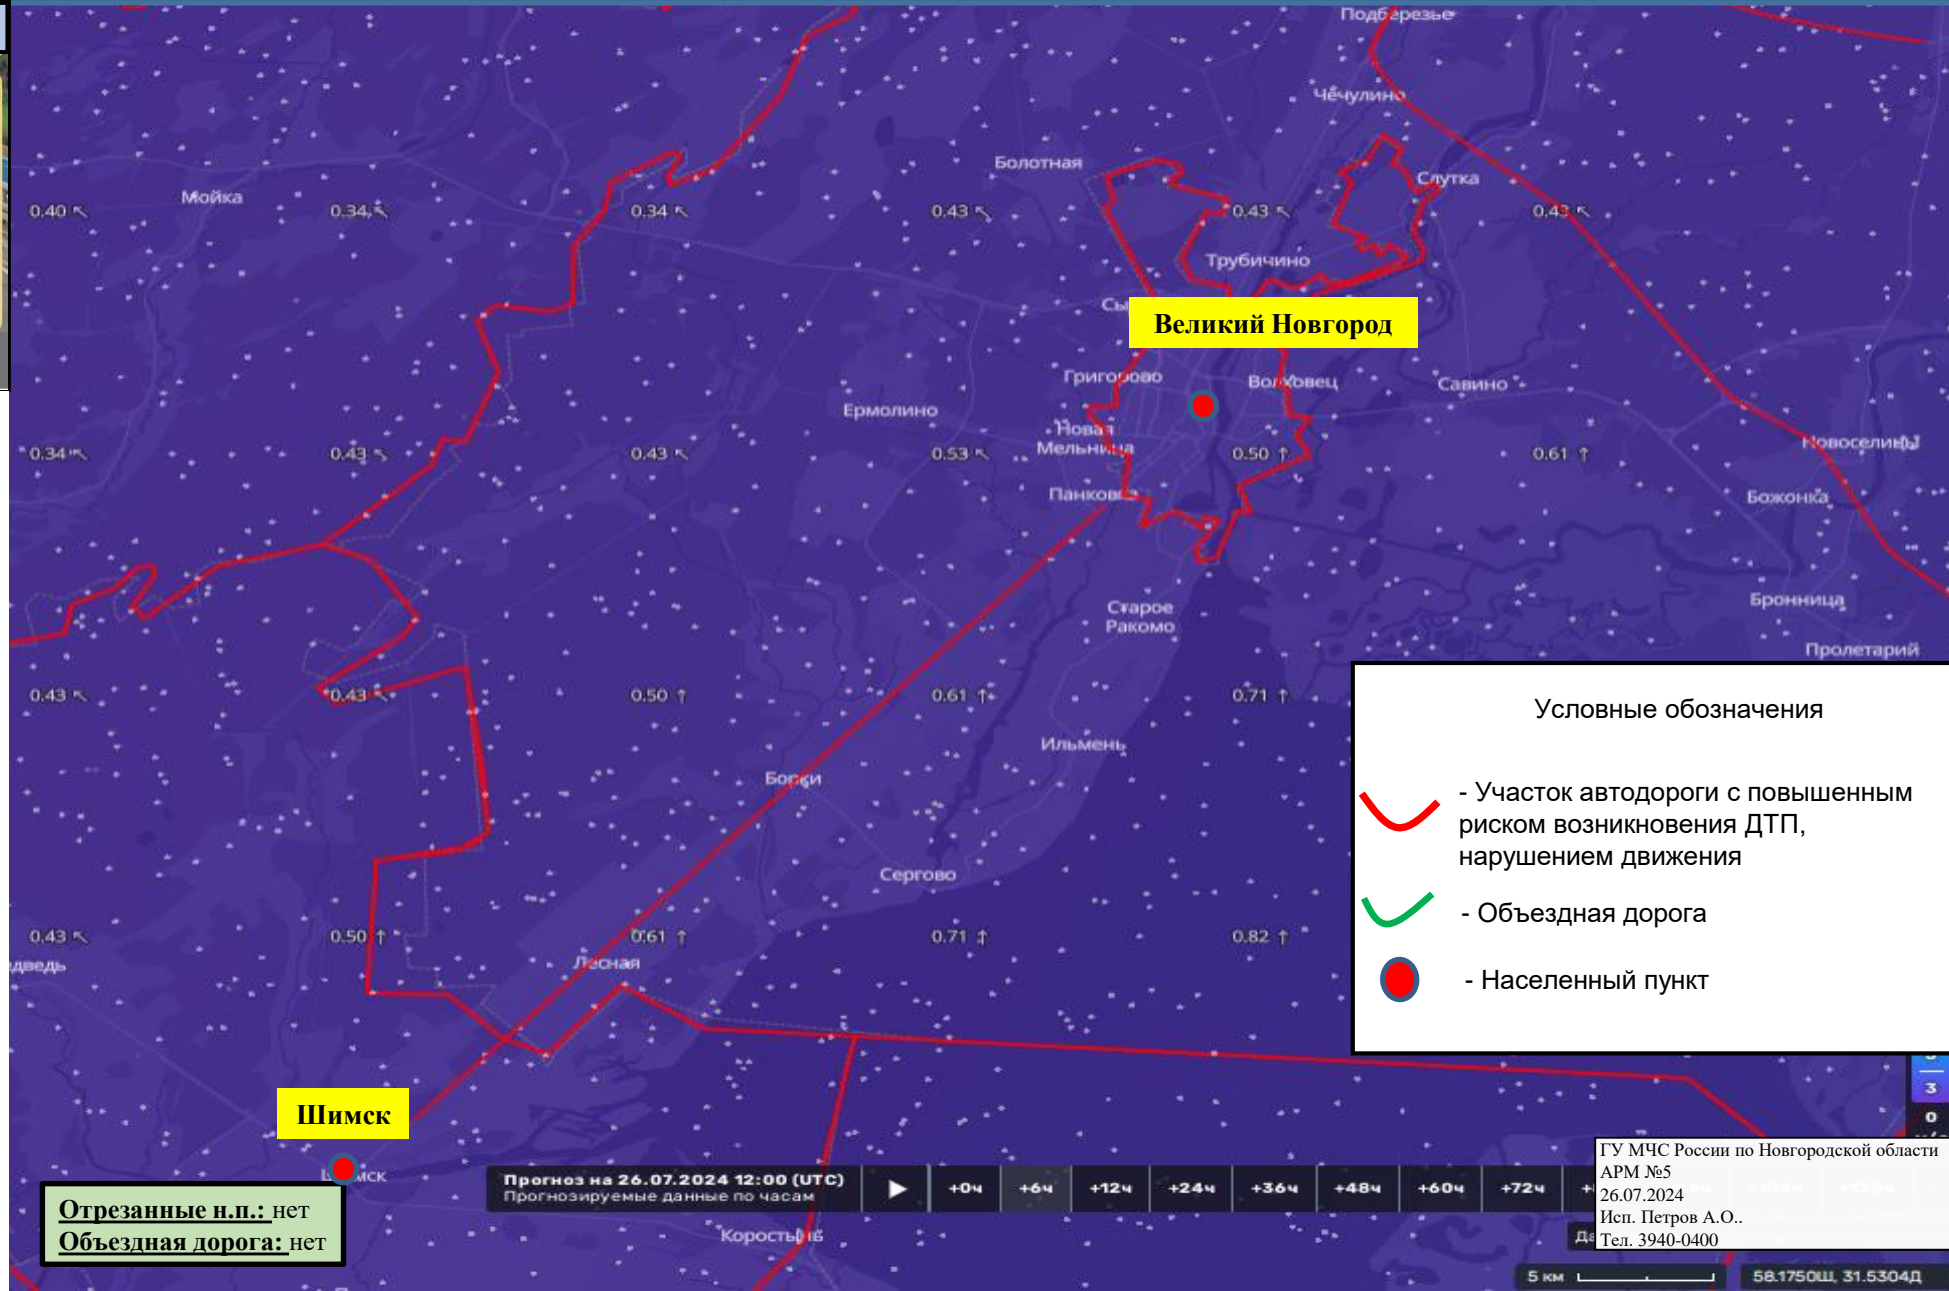 Подберезье
Чечулино
Болотная
Слутка
Мойка
0.40 ↖
0.34 ↖
0.34 ↖
0.43 ↖
0.43 ↖
0.43 ↖
Трубичино
Великий Новгород
Григорово
Волховец
Савино
Ермолино
Новая
Мельница
Новоселицы
0.34 ↖
0.43 ↖
0.43 ↖
0.53 ↖
0.50 ↑
0.61 ↑
Панковка
Божонка
Старое
Ракомо
Бронница
Пролетарий
0.43 ↖
0.43 ↖
0.50 ↑
0.61 ↑
0.71 ↑
Условные обозначения
Ильмень
Борки
- Участок автодороги с повышенным
риском возникновения ДТП,
нарушением движения
Сергово
- Объездная дорога
0.43 ↖
0.50 ↑
0.61 ↑
0.71 ↑
0.82 ↑
Лесная
- Населенный пункт
3
0
Шимск
Прогноз на 26.07.2024 12:00 (UTC)
Прогнозируемые данные по часам
+0ч
+6ч
+12ч
+24ч
+36ч
+48ч
+60ч
+72ч
ГУ МЧС России по Новгородской области
АРМ №5
26.07.2024
Исп. Петров А.О..
Тел. 3940-0400
Отрезанные н.п.: нет
Объездная дорога: нет
Коростынь
5 км
58.1750Ш, 31.5304Д